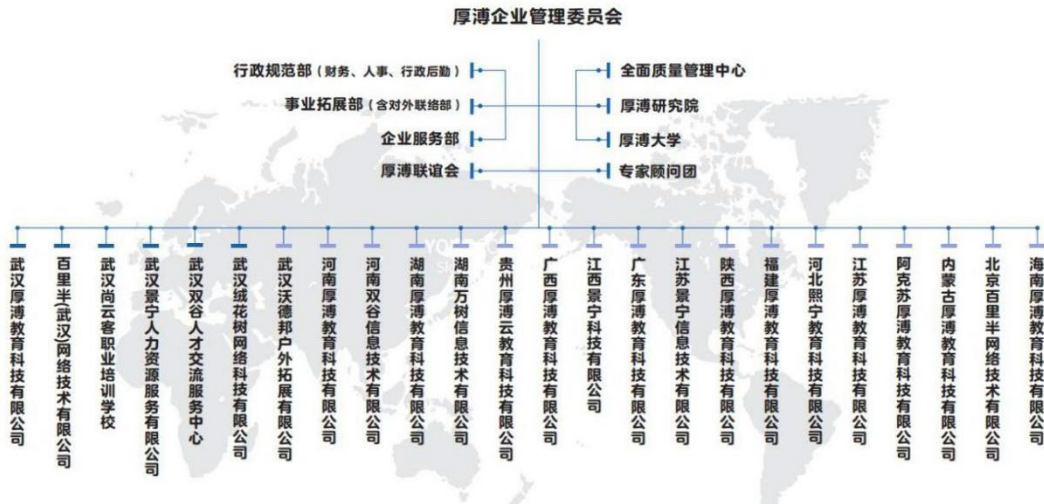 厚溥企业管理委员会
行政规范部（财务、人事、行政后勤）
全面质量管理中心
事业拓展部（含对外联络部）
厚溥研究院
企业服务部
厚溥大学
厚溥联谊会
专家顾问团
武汉厚溥教育科技有限公司
百里半(武汉)网络技术有限公司
武汉尚云客职业培训学校
武汉景宁人力资源服务有限公司
武汉双谷人才交流服务中心
武汉绒花树网络科技有限公司
武汉沃德邦户外拓展有限公司
河南厚溥教育科技有限公司
河南双谷信息技术有限公司
湖南厚溥教育科技有限公司
湖南万树信息技术有限公司
贵州厚溥云教育科技有限公司
广西厚溥教育科技有限公司
江西景宁科技有限公司
广东厚溥教育科技有限公司
江苏景宁信息技术有限公司
陕西厚溥教育科技有限公司
福建厚溥教育科技有限公司
河北熙宁教育科技有限公司
江苏厚溥教育科技有限公司
阿克苏厚溥教育科技有限公司
内蒙古厚溥教育科技有限公司
北京百里半网络技术有限公司
海南厚溥教育科技有限公司